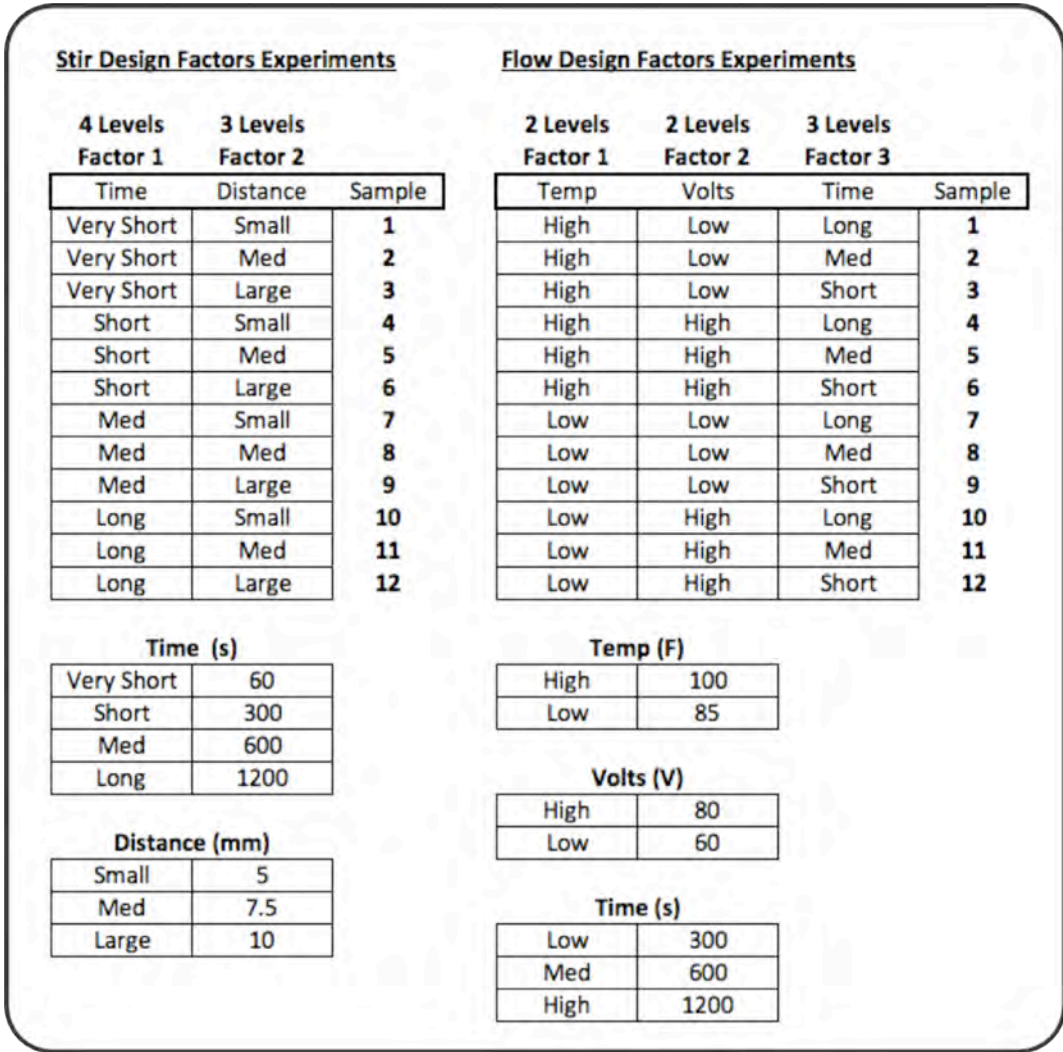 Stir Design Factors Experiments
4 Levels 3 Levels
Factor 1 Factor 2
Time Distance Sample
Very Short Small 1
Very Short Med 2
Very Short Large 3
Short Small 4
Short Med 5
Short Large 6
Med Small 7
Med Med 8
Med Large 9
Long Small 10
Long Med 11
Long Large 12
Time (s)
Very Short 60
Short 300
Med 600
Long 1200
Distance (mm)
Small 5
Med 7.5
Large 10
Flow Design Factors Experiments
2 Levels 2 Levels 3 Levels
Factor 1 Factor 2 Factor 3
Temp Volts Time Sample
High Low Long 1
High Low Med 2
High Low Short 3
High High Long 4
High High Med 5
High High Short 6
Low Low Long 7
Low Low Med 8
Low Low Short 9
Low High Long 10
Low High Med 11
Low High Short 12
Temp (F)
High 100
Low 85
Volts (V)
High 80
Low 60
Time (s)
Low 300
Med 600
High 1200